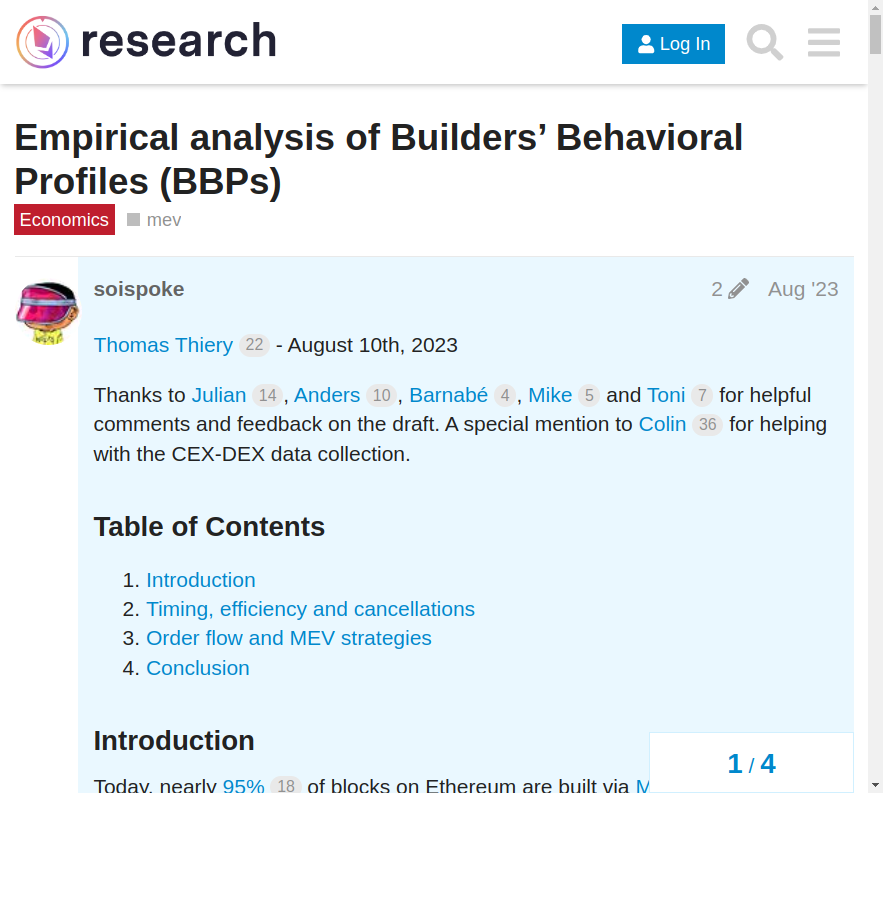 research
Log In
Empirical analysis of Builders’ Behavioral
Profiles (BBPs)
Economics mev
soispoke 2 Aug '23
Thomas Thiery 22 - August 10th, 2023
Thanks to Julian 14, Anders 10, Barnabé 4, Mike 5 and Toni 7 for helpful
comments and feedback on the draft. A special mention to Colin 36 for helping
with the CEX-DEX data collection.
Table of Contents
1. Introduction
2. Timing, efficiency and cancellations
3. Order flow and MEV strategies
4. Conclusion
Introduction
1 / 4
Today, nearly 95% 18 of blocks on Ethereum are built via